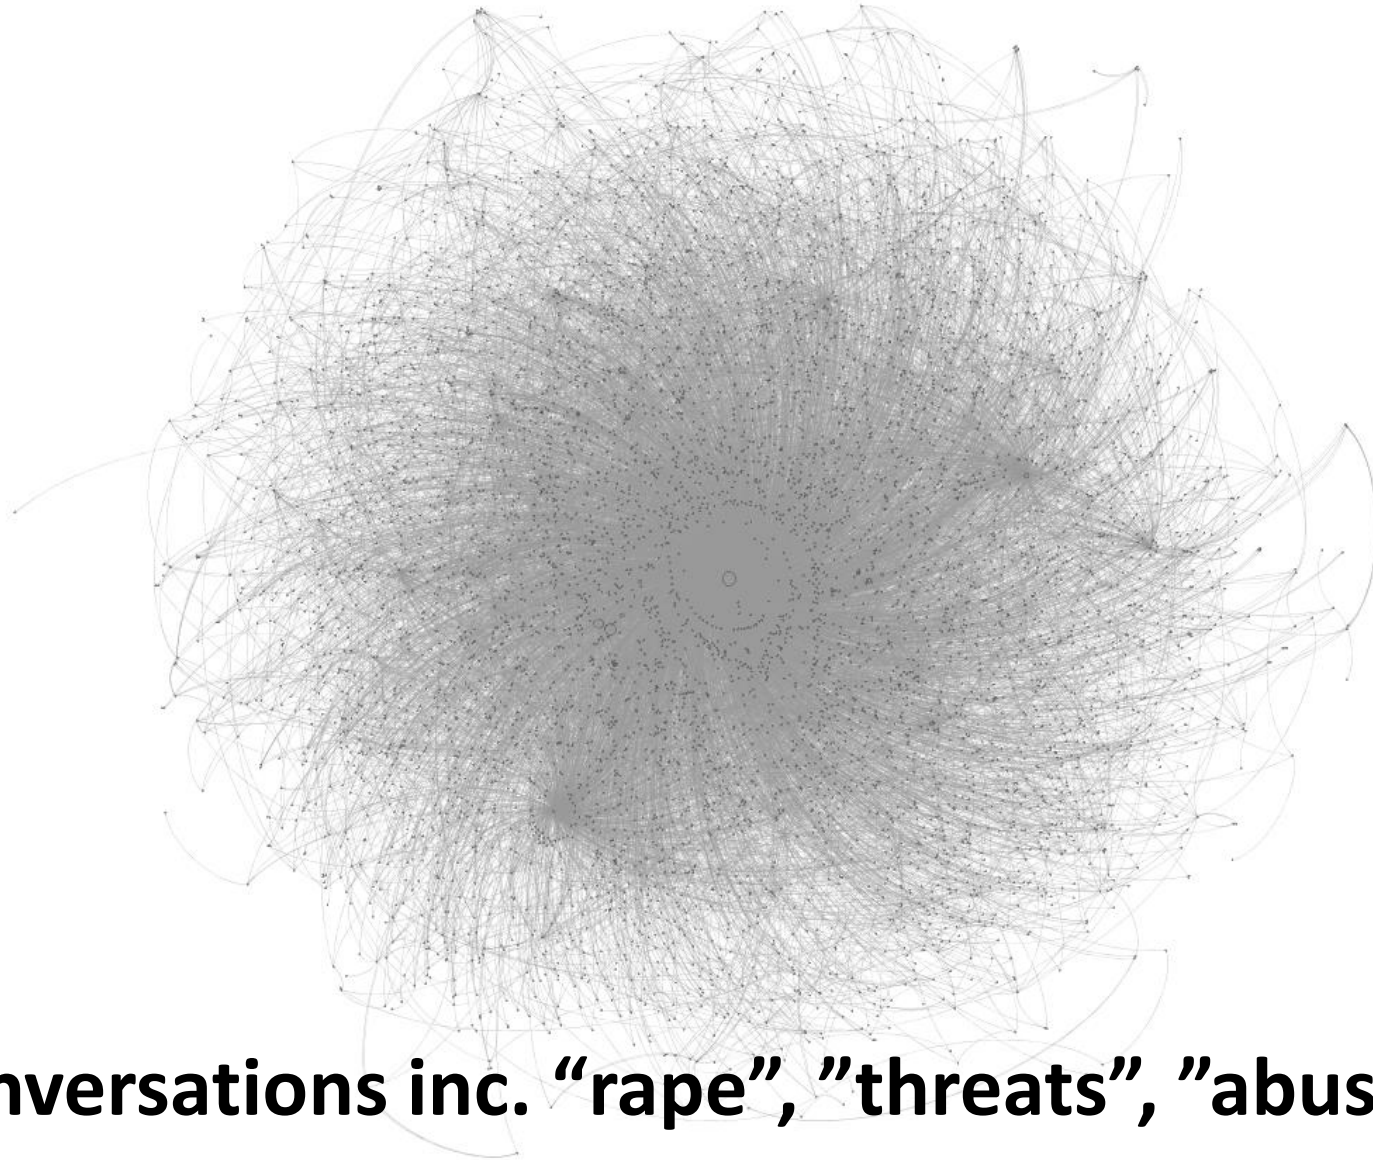 nversations inc. “rape”, ”threats”, ”abus